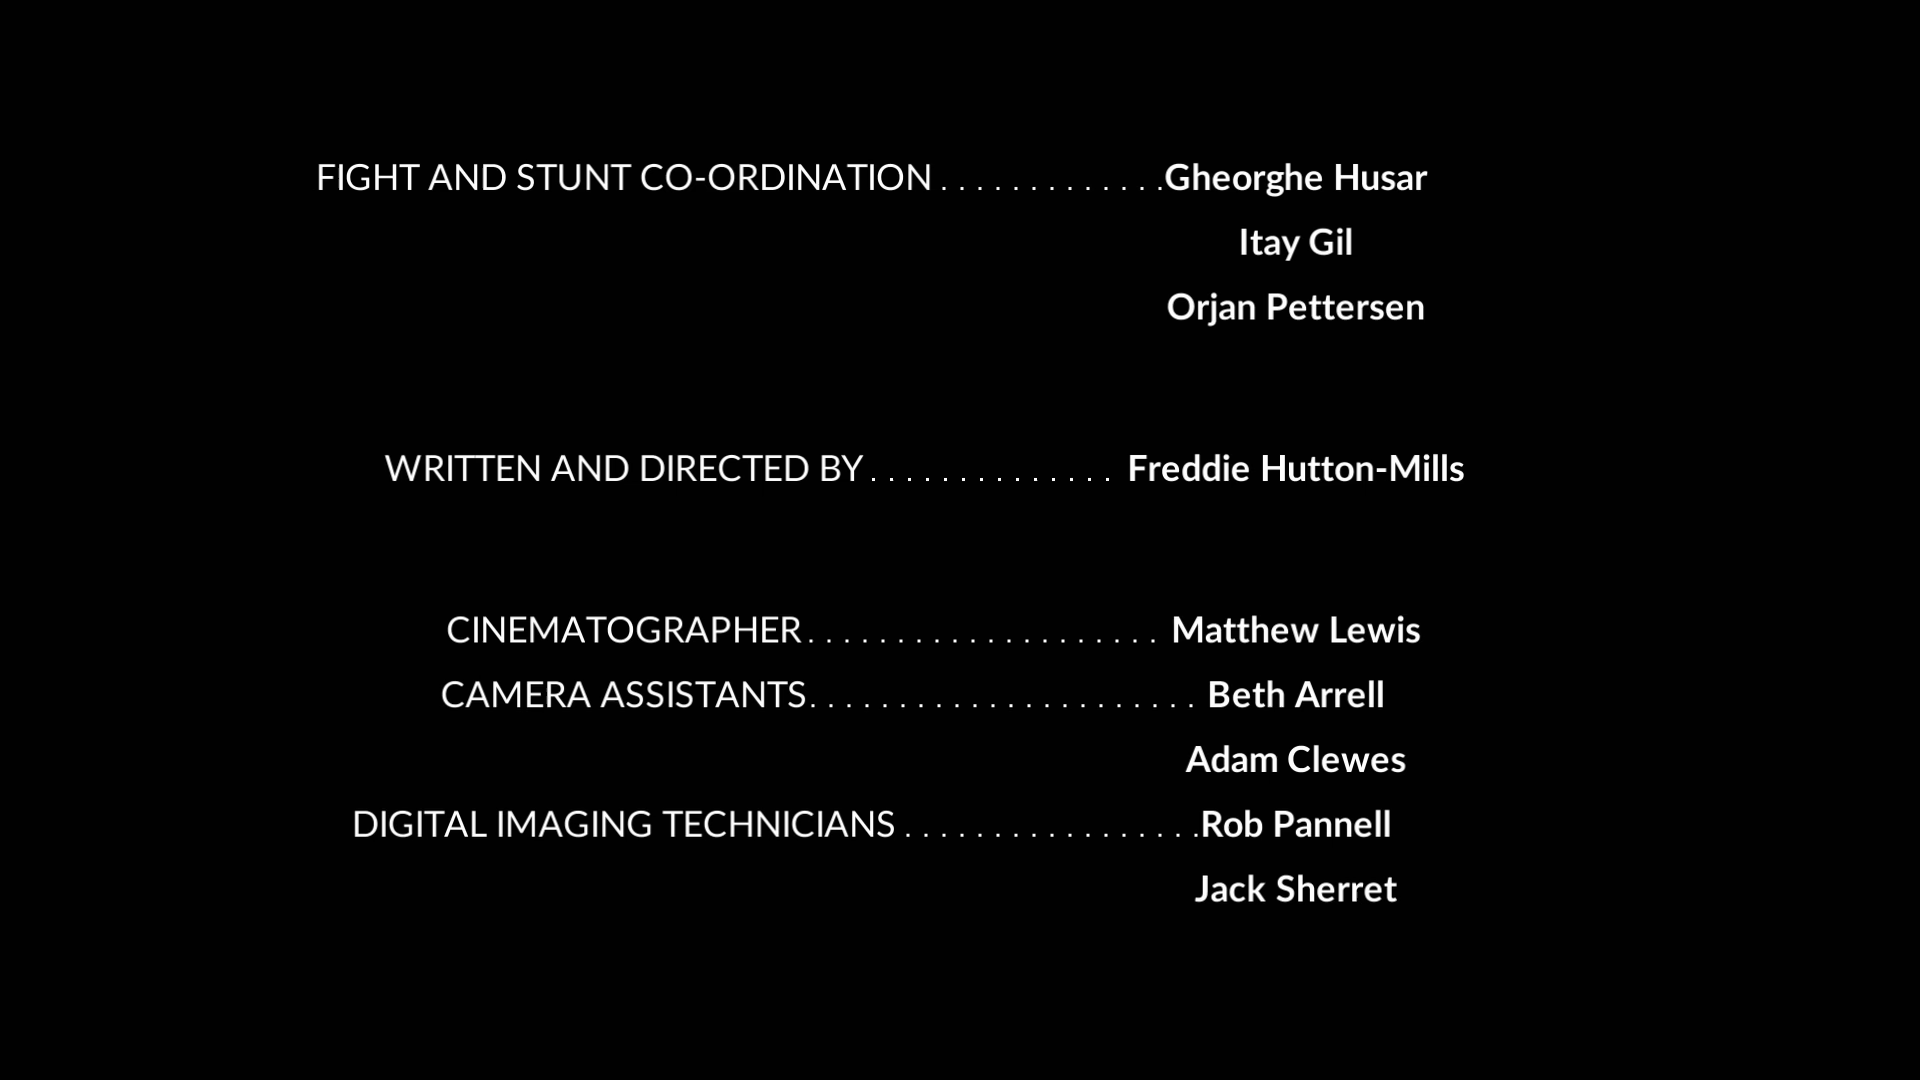 FIGHT AND STUNT CO-ORDINATION . . . . . . . . . . . . .Gheorghe Husar
Itay Gil
Orjan Pettersen
WRITTEN AND DIRECTED BY . . . . . . . . . . . . . . Freddie Hutton-Mills
CINEMATOGRAPHER . . . . . . . . . . . . . . . . . . . . Matthew Lewis
CAMERA ASSISTANTS. . . . . . . . . . . . . . . . . . . . . . Beth Arrell
Adam Clewes
DIGITAL IMAGING TECHNICIANS . . . . . . . . . . . . . . . . .Rob Pannell
Jack Sherret